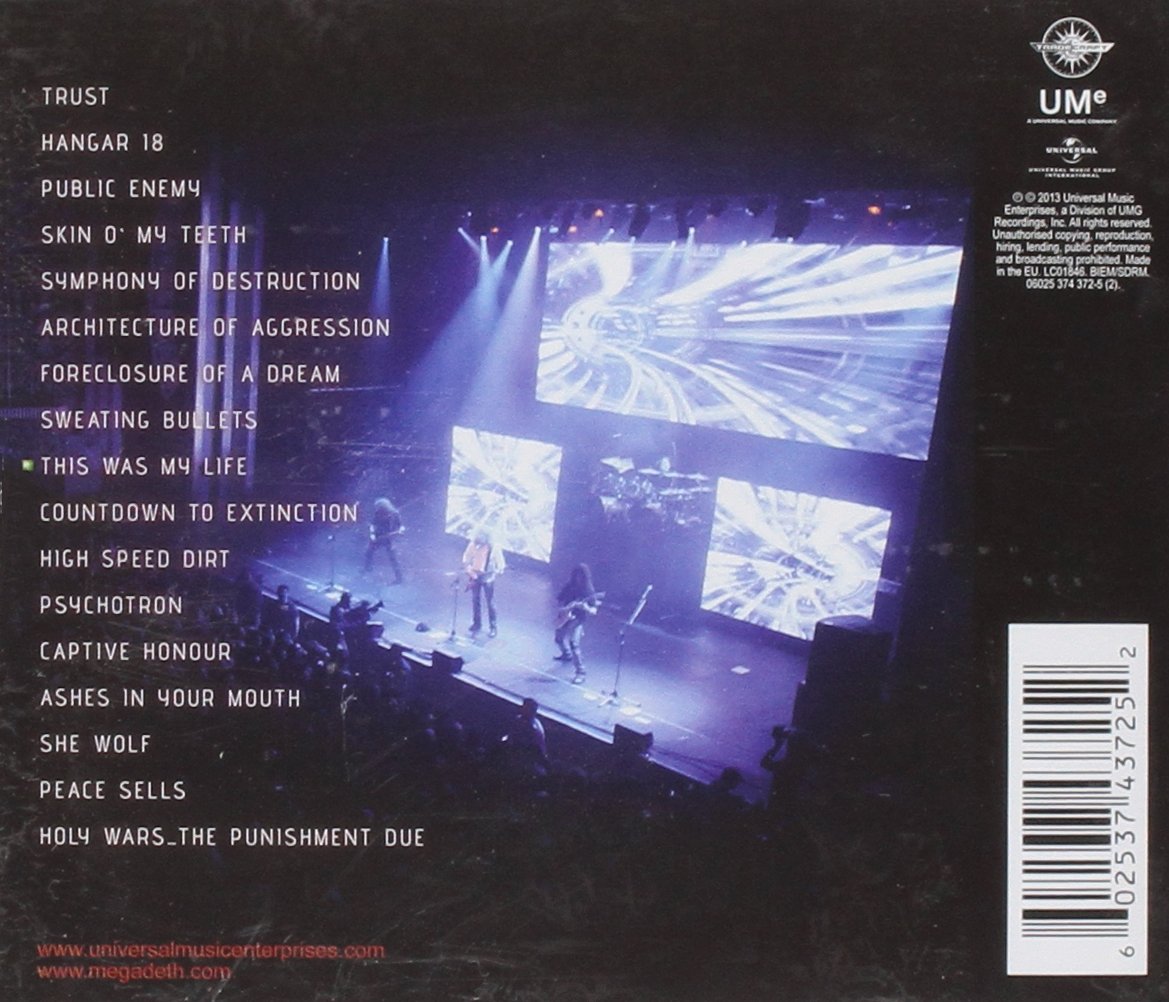 TRUST
HANGAR 18
PUBLIC ENEMY
SKIN O' MY TEETH
SYMPHONY OF DESTRUCTION
ARCHITECTURE OF AGGRESSION
FORECLOSURE OF A DREAM
SWEATING BULLETS
THIS WAS MY LIFE
COUNTDOWN TO EXTINCTION
HIGH SPEED DIRT
PSYCHOTRON
CAPTIVE HONOUR
ASHES IN YOUR MOUTH
SHE WOLF
PEACE SELLS
HOLY WARS_THE PUNISHMENT DUE
www.universalmusicenterprises.com
www.megadeth.com
TRADECRAFT
UMe
A UNIVERSAL MUSIC COMPANY
UNIVERSAL
UNIVERSAL MUSIC GROUP
INTERNATIONAL
℗ © 2013 Universal Music
Enterprises, a Division of UMG
Recordings, Inc. All rights reserved.
Unauthorised copying, reproduction,
hiring, lending, public performance
and broadcasting prohibited. Made
in the EU. LC01846. BIEM/SDRM.
06025 374 372-5 (2).
6 02537 43725 2